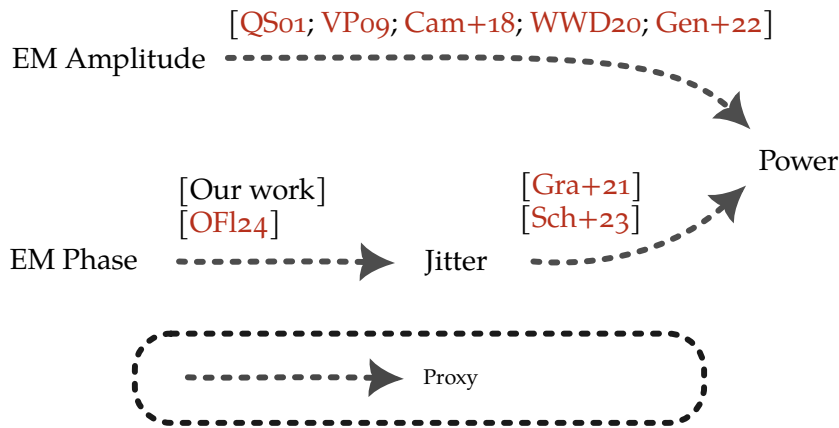 [QS01; VP09; Cam+18; WWD20; Gen+22]
EM Amplitude
Power
[Our work]
[OFl24]
[Gra+21]
[Sch+23]
EM Phase
Jitter
Proxy